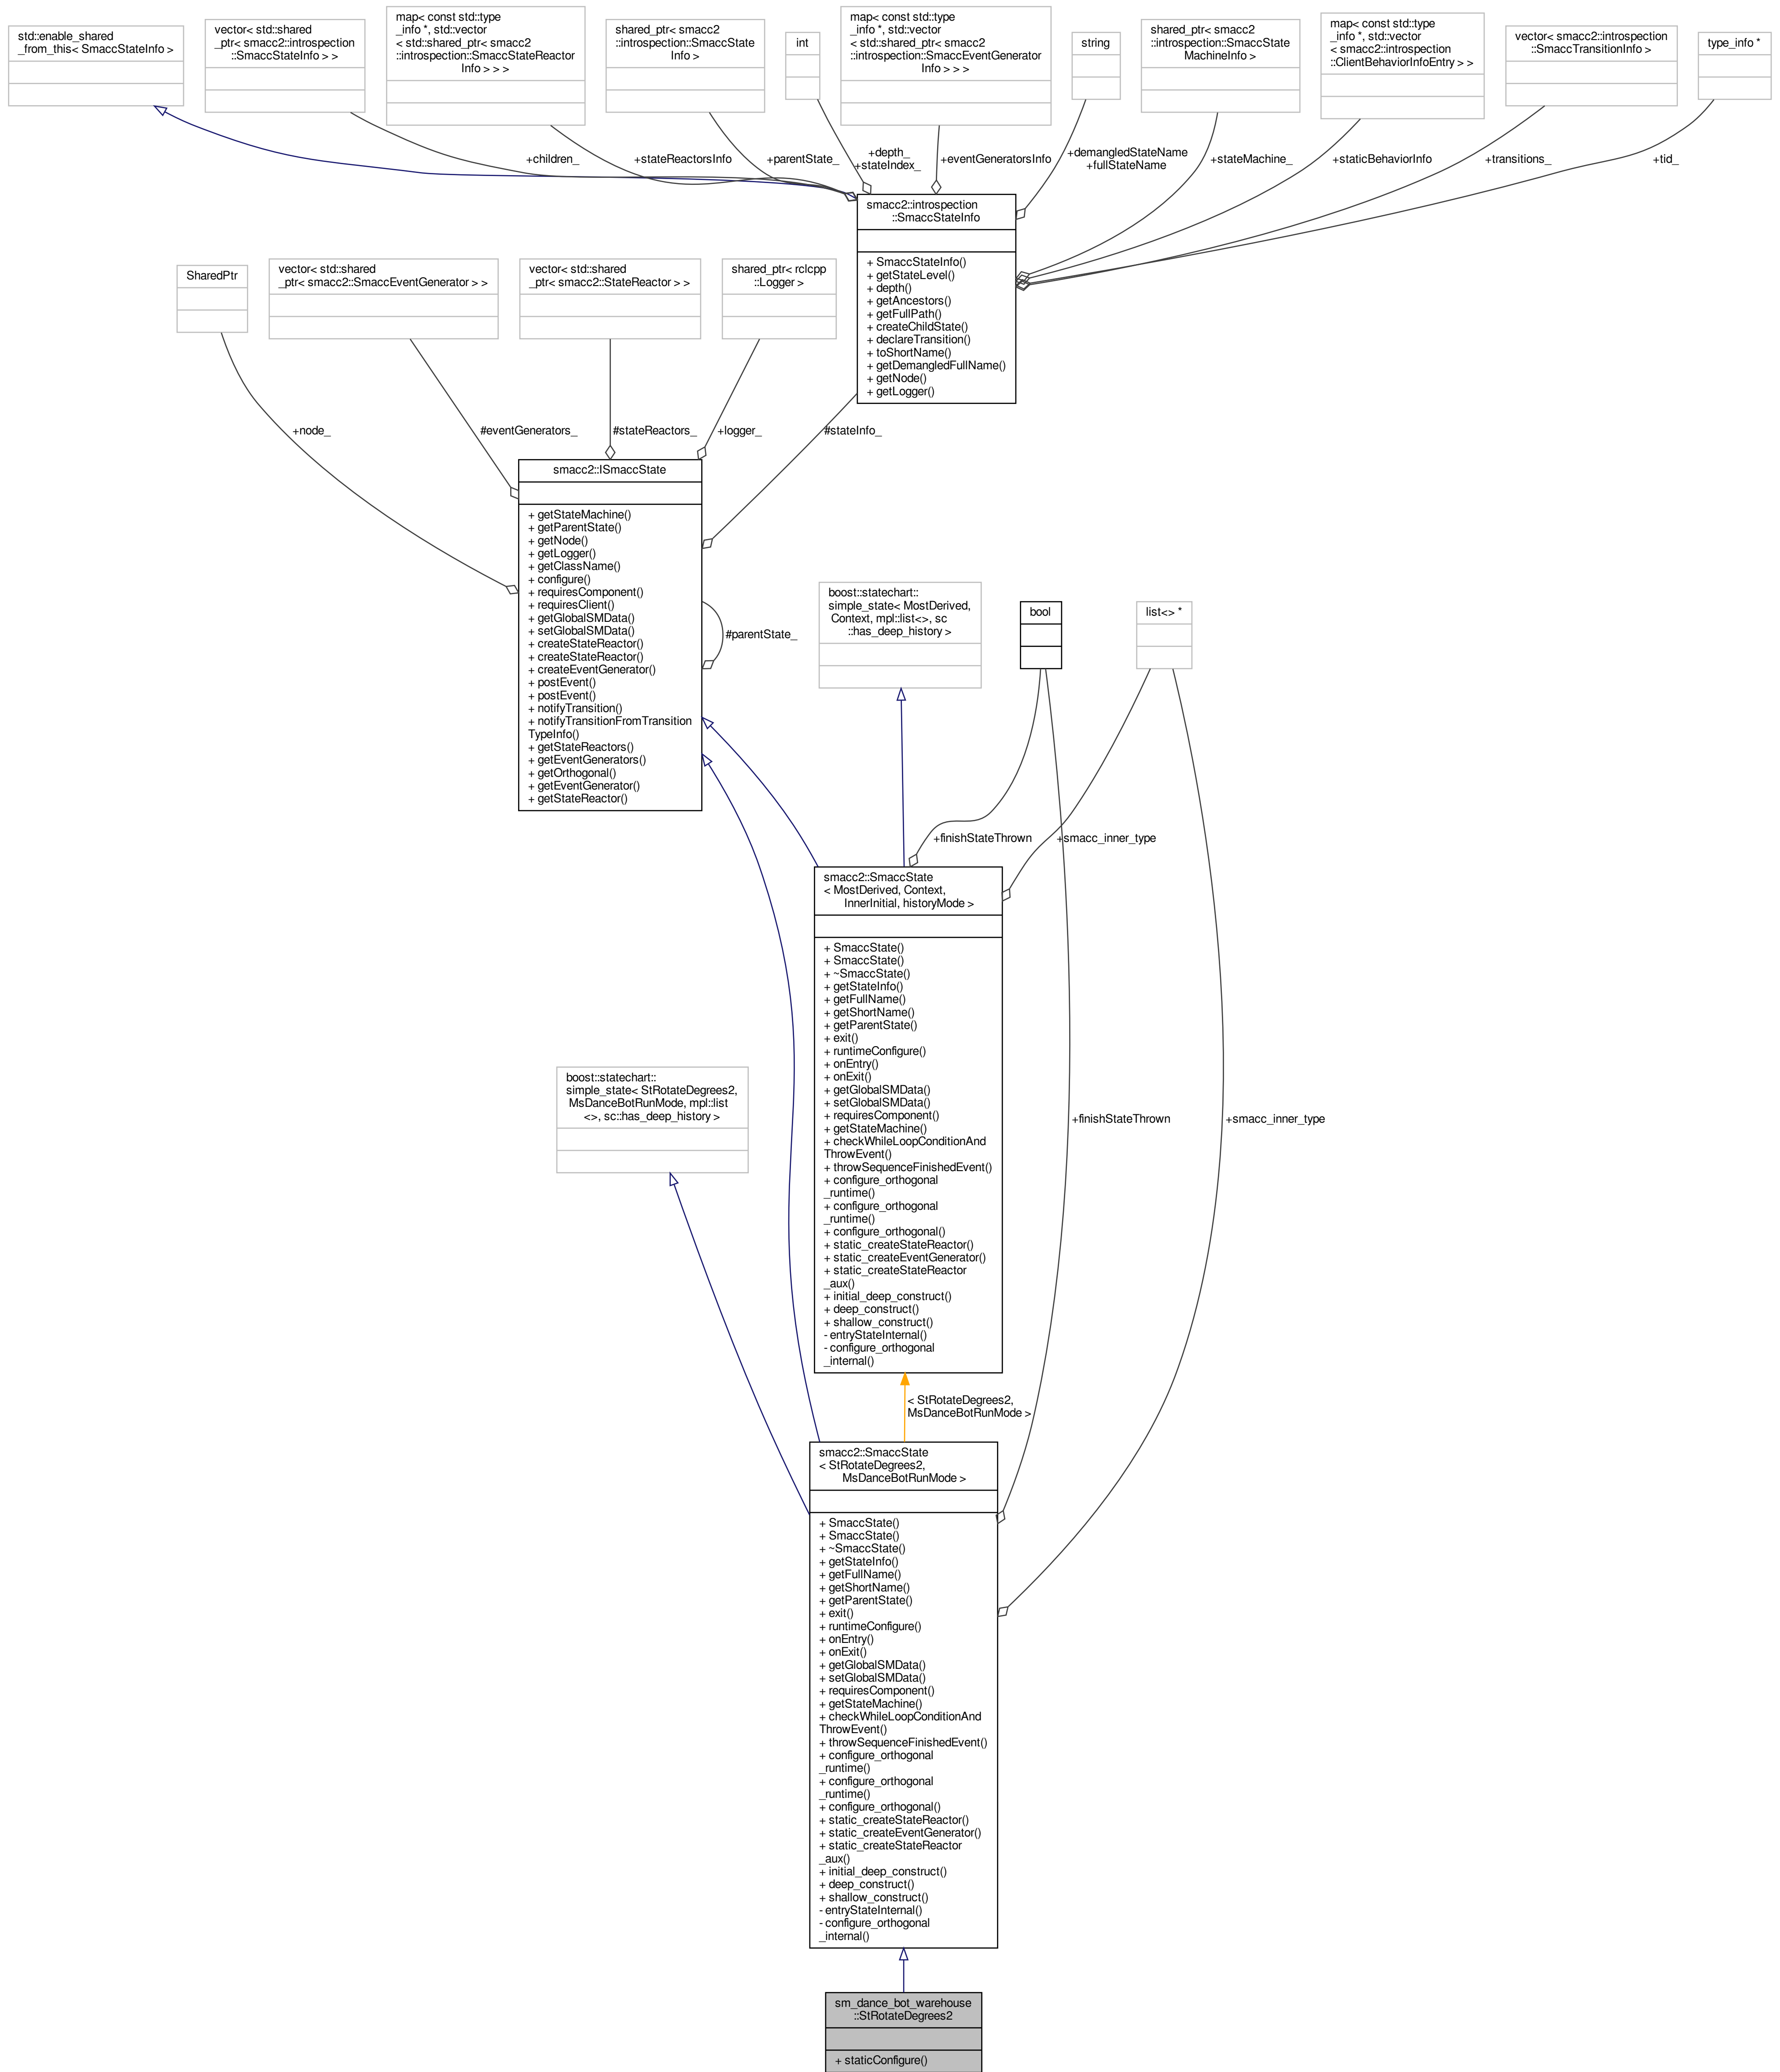 std::enable_shared
_from_this< SmaccStateInfo >
vector< std::shared
_ptr< smacc2::introspection
::SmaccStateInfo > >
map< const std::type
_info *, std::vector
< std::shared_ptr< smacc2
::introspection::SmaccStateReactor
Info > > >
shared_ptr< smacc2
::introspection::SmaccState
Info >
int
map< const std::type
_info *, std::vector
< std::shared_ptr< smacc2
::introspection::SmaccEventGenerator
Info > > >
string
shared_ptr< smacc2
::introspection::SmaccState
MachineInfo >
map< const std::type
_info *, std::vector
< smacc2::introspection
::ClientBehaviorInfoEntry > >
vector< smacc2::introspection
::SmaccTransitionInfo >
type_info *
+children_
+stateReactorsInfo
+parentState_
+depth_
+stateIndex_
+eventGeneratorsInfo
+demangledStateName
+fullStateName
+stateMachine_
+staticBehaviorInfo
+transitions_
+tid_
smacc2::introspection
::SmaccStateInfo
+ SmaccStateInfo()
+ getStateLevel()
+ depth()
+ getAncestors()
+ getFullPath()
+ createChildState()
+ declareTransition()
+ toShortName()
+ getDemangledFullName()
+ getNode()
+ getLogger()
SharedPtr
vector< std::shared
_ptr< smacc2::SmaccEventGenerator > >
vector< std::shared
_ptr< smacc2::StateReactor > >
shared_ptr< rclcpp
::Logger >
+node_
#eventGenerators_
#stateReactors_
+logger_
#stateInfo_
smacc2::ISmaccState
+ getStateMachine()
+ getParentState()
+ getNode()
+ getLogger()
+ getClassName()
+ configure()
+ requiresComponent()
+ requiresClient()
+ getGlobalSMData()
+ setGlobalSMData()
+ createStateReactor()
+ createStateReactor()
+ createEventGenerator()
+ postEvent()
+ postEvent()
+ notifyTransition()
+ notifyTransitionFromTransition
TypeInfo()
+ getStateReactors()
+ getEventGenerators()
+ getOrthogonal()
+ getEventGenerator()
+ getStateReactor()
#parentState_
boost::statechart::
simple_state< MostDerived,
Context, mpl::list<>, sc
::has_deep_history >
bool
list<> *
+finishStateThrown
+smacc_inner_type
smacc2::SmaccState
< MostDerived, Context,
InnerInitial, historyMode >
+ SmaccState()
+ SmaccState()
+ ~SmaccState()
+ getStateInfo()
+ getFullName()
+ getShortName()
+ getParentState()
+ exit()
+ runtimeConfigure()
+ onEntry()
+ onExit()
+ getGlobalSMData()
+ setGlobalSMData()
+ requiresComponent()
+ getStateMachine()
+ checkWhileLoopConditionAnd
ThrowEvent()
+ throwSequenceFinishedEvent()
+ configure_orthogonal
_runtime()
+ configure_orthogonal
_runtime()
+ configure_orthogonal()
+ static_createStateReactor()
+ static_createEventGenerator()
+ static_createStateReactor
_aux()
+ initial_deep_construct()
+ deep_construct()
+ shallow_construct()
- entryStateInternal()
- configure_orthogonal
_internal()
boost::statechart::
simple_state< StRotateDegrees2,
MsDanceBotRunMode, mpl::list
<>, sc::has_deep_history >
+finishStateThrown
+smacc_inner_type
< StRotateDegrees2,
MsDanceBotRunMode >
smacc2::SmaccState
< StRotateDegrees2,
MsDanceBotRunMode >
+ SmaccState()
+ SmaccState()
+ ~SmaccState()
+ getStateInfo()
+ getFullName()
+ getShortName()
+ getParentState()
+ exit()
+ runtimeConfigure()
+ onEntry()
+ onExit()
+ getGlobalSMData()
+ setGlobalSMData()
+ requiresComponent()
+ getStateMachine()
+ checkWhileLoopConditionAnd
ThrowEvent()
+ throwSequenceFinishedEvent()
+ configure_orthogonal
_runtime()
+ configure_orthogonal
_runtime()
+ configure_orthogonal()
+ static_createStateReactor()
+ static_createEventGenerator()
+ static_createStateReactor
_aux()
+ initial_deep_construct()
+ deep_construct()
+ shallow_construct()
- entryStateInternal()
- configure_orthogonal
_internal()
sm_dance_bot_warehouse
::StRotateDegrees2
+ staticConfigure()